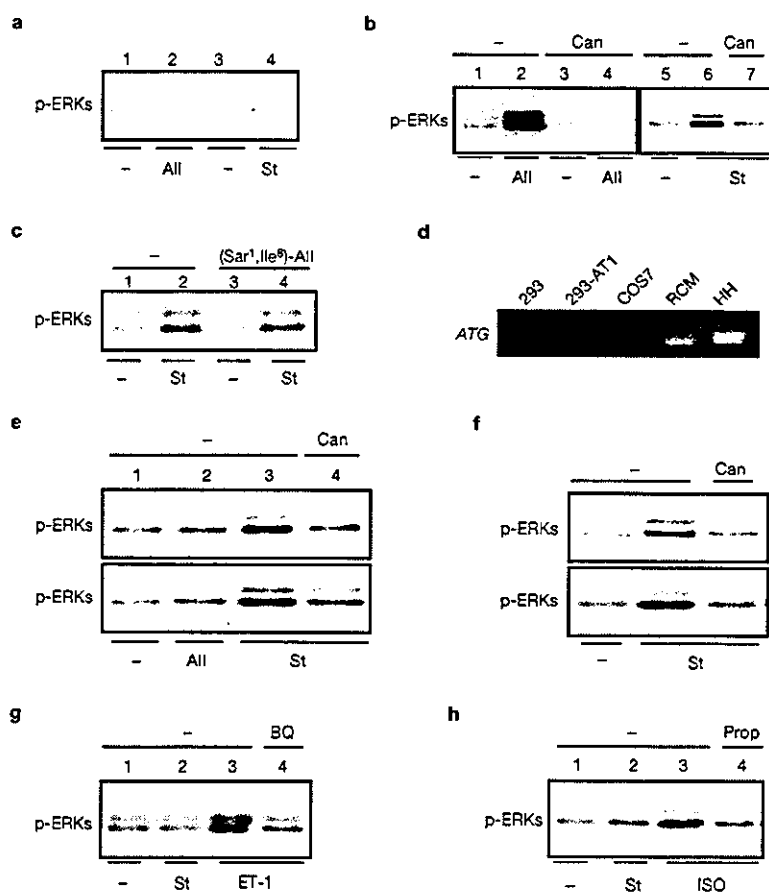 a
1 2 3 4
p-ERKs
– AII – St
b
– Can – Can
1 2 3 4 5 6 7
p-ERKs
– AII – AII – St
c
– (Sar¹,Ile⁸)-AII
1 2 3 4
p-ERKs
– St – St
d
293 293-AT1 COS7 RCM HH
ATG
e
– Can
1 2 3 4
p-ERKs
p-ERKs
– AII St
f
– Can
p-ERKs
p-ERKs
– St
g
– BQ
1 2 3 4
p-ERKs
– St ET-1
h
– Prop
1 2 3 4
p-ERKs
– St ISO